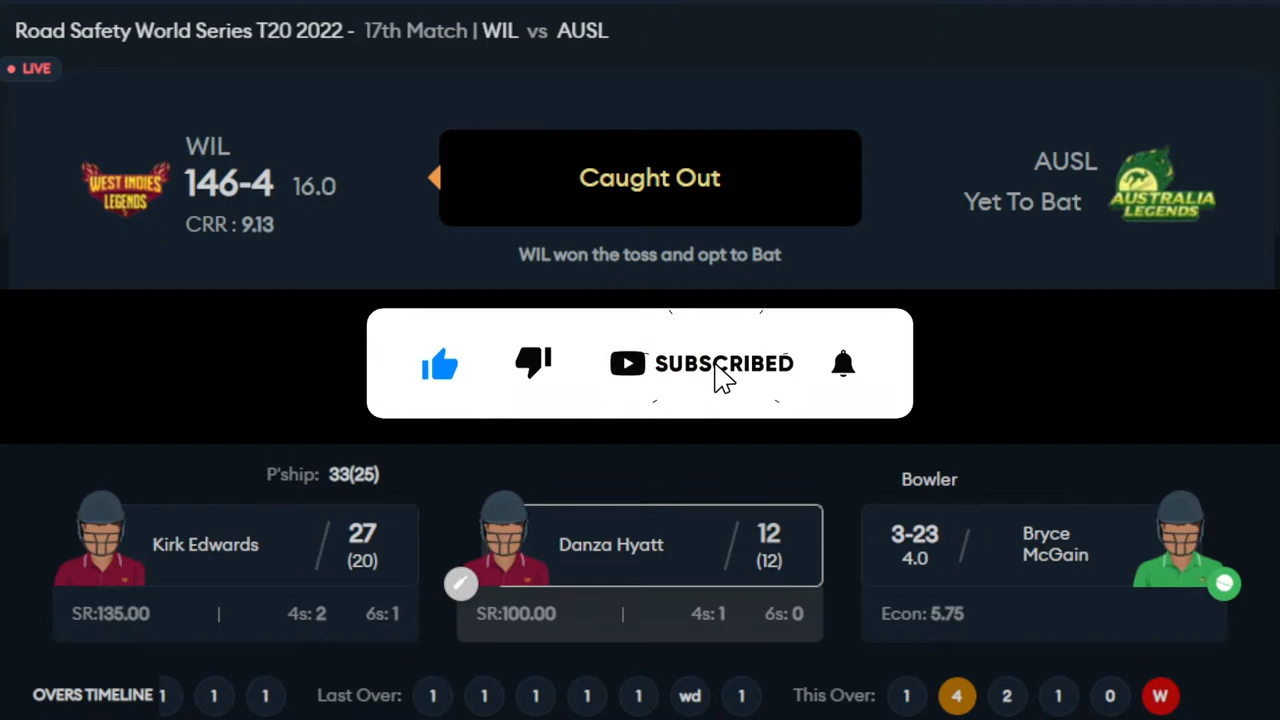 Road Safety World Series T20 2022 - 17th Match | WIL vs AUSL
LIVE
WIL
146-4 16.0
CRR : 9.13
WEST INDIES
LEGENDS
Caught Out
WIL won the toss and opt to Bat
AUSL
Yet To Bat
AUSTRALIA
LEGENDS
SUBSCRIBED
P'ship: 33(25)
Kirk Edwards / 27
(20)
SR:135.00 | 4s: 2 6s: 1
Danza Hyatt / 12
(12)
SR:100.00 | 4s: 1 6s: 0
Bowler
3-23 / Bryce
4.0 McGain
Econ: 5.75
OVERS TIMELINE 1 1 1 Last Over: 1 1 1 1 1 wd 1 This Over: 1 4 2 1 0 W